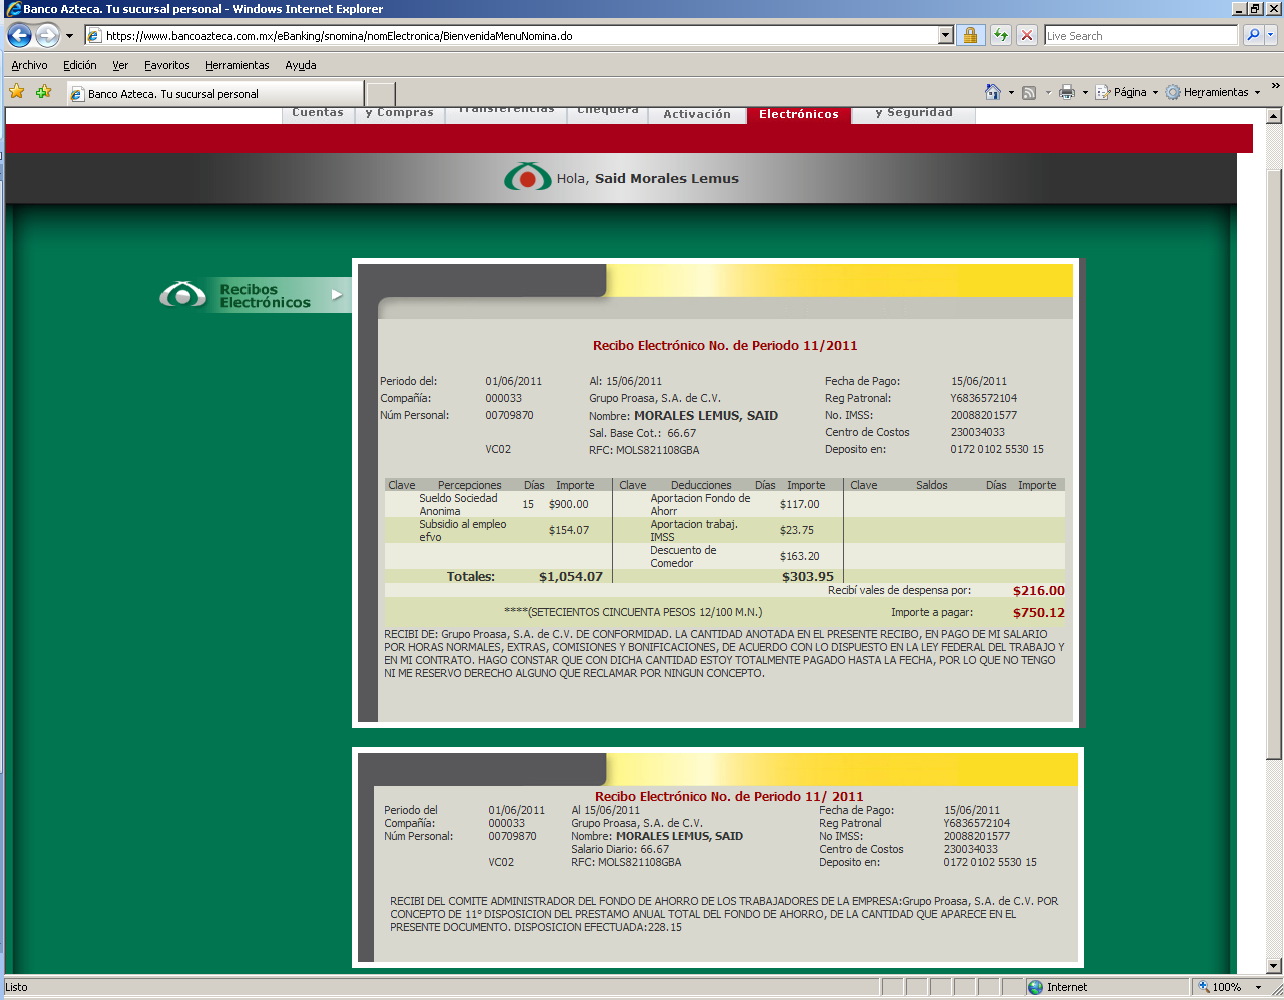 Banco Azteca. Tu sucursal personal - Windows Internet Explorer
https://www.bancoazteca.com.mx/eBanking/snomina/nomElectronica/BienvenidaMenuNomina.do
Live Search
Archivo Edición Ver Favoritos Herramientas Ayuda
Banco Azteca. Tu sucursal personal
Página Herramientas »
Cuentas y Compras Transferencias Chequera Activación Electrónicos y Seguridad
Hola, Said Morales Lemus
Recibos
Electrónicos
Recibo Electrónico No. de Periodo 11/2011
Periodo del: 01/06/2011 Al: 15/06/2011 Fecha de Pago: 15/06/2011
Compañía: 000033 Grupo Proasa, S.A. de C.V. Reg Patronal: Y6836572104
Núm Personal: 00709870 Nombre: MORALES LEMUS, SAID No. IMSS: 20088201577
Sal. Base Cot.: 66.67 Centro de Costos 230034033
VC02 RFC: MOLS821108GBA Deposito en: 0172 0102 5530 15
Clave Percepciones Días Importe Clave Deducciones Días Importe Clave Saldos Días Importe
Sueldo Sociedad Anonima 15 $900.00 Aportacion Fondo de Ahorr $117.00
Subsidio al empleo efvo $154.07 Aportacion trabaj. IMSS $23.75
Descuento de Comedor $163.20
Totales: $1,054.07 $303.95
Recibí vales de despensa por: $216.00
****(SETECIENTOS CINCUENTA PESOS 12/100 M.N.) Importe a pagar: $750.12
RECIBI DE: Grupo Proasa, S.A. de C.V. DE CONFORMIDAD. LA CANTIDAD ANOTADA EN EL PRESENTE RECIBO, EN PAGO DE MI SALARIO
POR HORAS NORMALES, EXTRAS, COMISIONES Y BONIFICACIONES, DE ACUERDO CON LO DISPUESTO EN LA LEY FEDERAL DEL TRABAJO Y
EN MI CONTRATO. HAGO CONSTAR QUE CON DICHA CANTIDAD ESTOY TOTALMENTE PAGADO HASTA LA FECHA, POR LO QUE NO TENGO
NI ME RESERVO DERECHO ALGUNO QUE RECLAMAR POR NINGUN CONCEPTO.
Recibo Electrónico No. de Periodo 11/ 2011
Periodo del 01/06/2011 Al 15/06/2011 Fecha de Pago: 15/06/2011
Compañía: 000033 Grupo Proasa, S.A. de C.V. Reg Patronal Y6836572104
Núm Personal: 00709870 Nombre: MORALES LEMUS, SAID No IMSS: 20088201577
Salario Diario: 66.67 Centro de Costos 230034033
VC02 RFC: MOLS821108GBA Deposito en: 0172 0102 5530 15
RECIBI DEL COMITE ADMINISTRADOR DEL FONDO DE AHORRO DE LOS TRABAJADORES DE LA EMPRESA:Grupo Proasa, S.A. de C.V. POR
CONCEPTO DE 11° DISPOSICION DEL PRESTAMO ANUAL TOTAL DEL FONDO DE AHORRO, DE LA CANTIDAD QUE APARECE EN EL
PRESENTE DOCUMENTO. DISPOSICION EFECTUADA:228.15
Listo Internet 100%